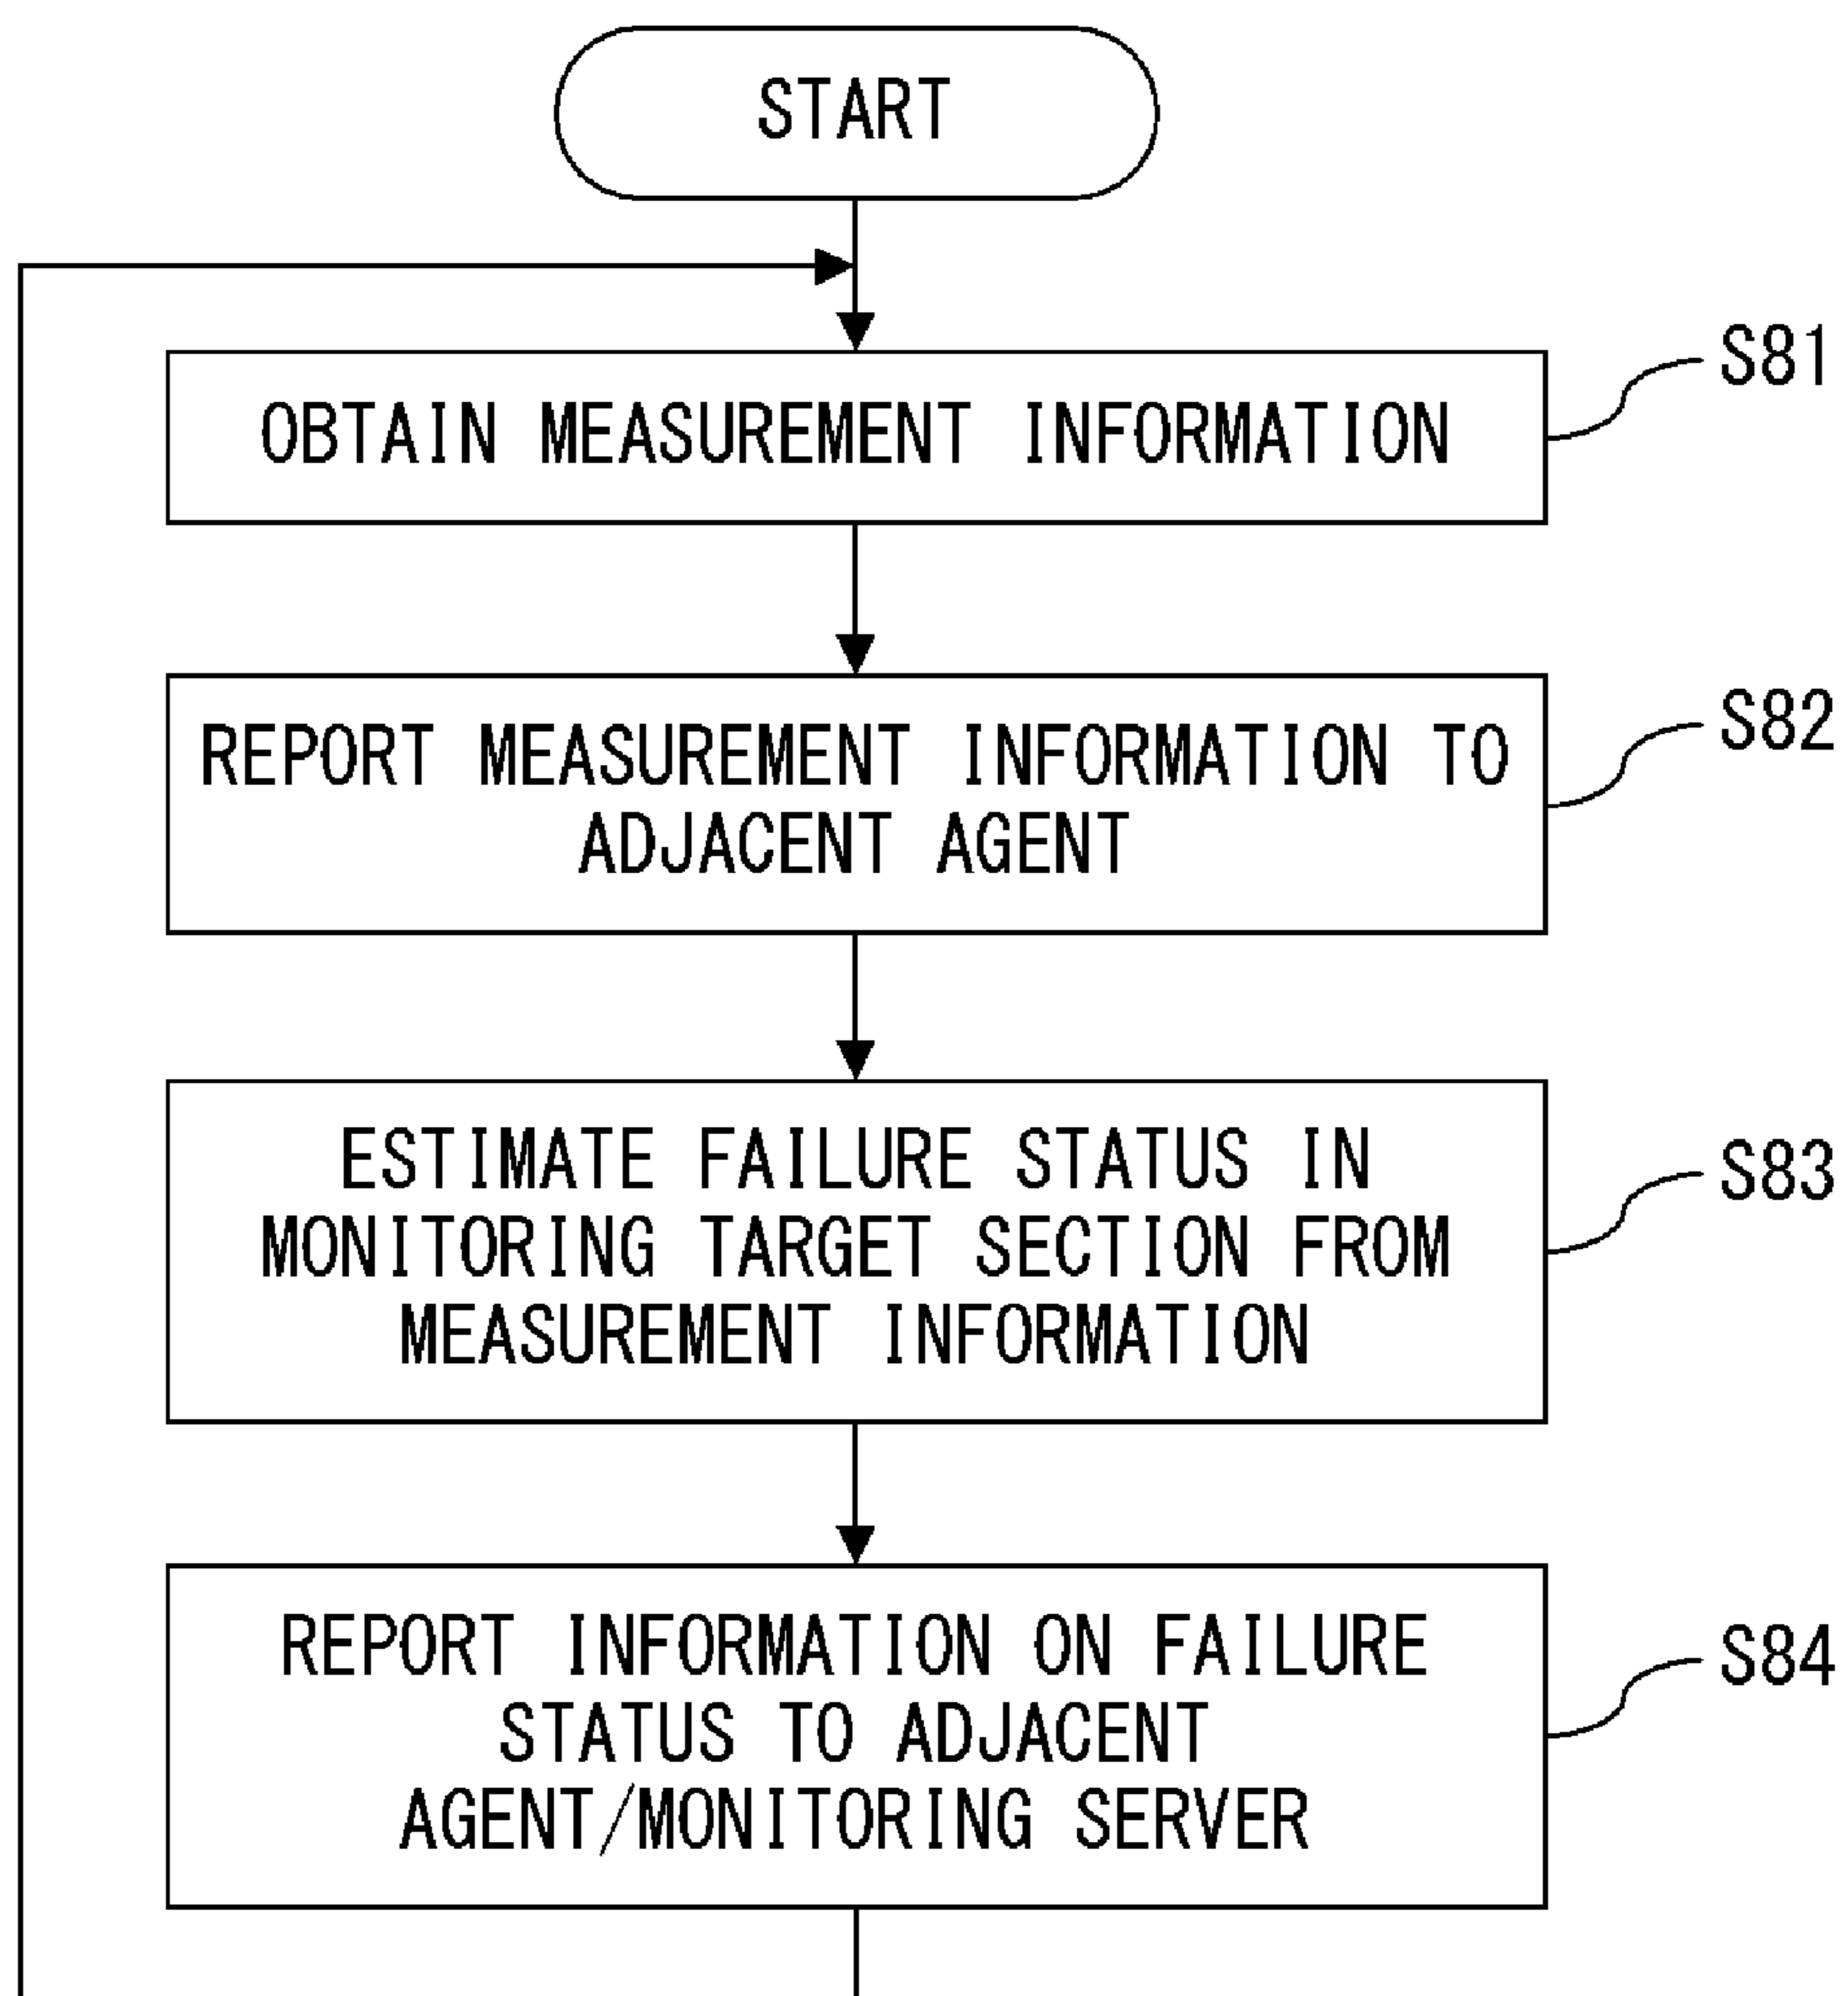 START
OBTAIN MEASUREMENT INFORMATION
S81
REPORT MEASUREMENT INFORMATION TO
ADJACENT AGENT
S82
ESTIMATE FAILURE STATUS IN
MONITORING TARGET SECTION FROM
MEASUREMENT INFORMATION
S83
REPORT INFORMATION ON FAILURE
STATUS TO ADJACENT
AGENT/MONITORING SERVER
S84